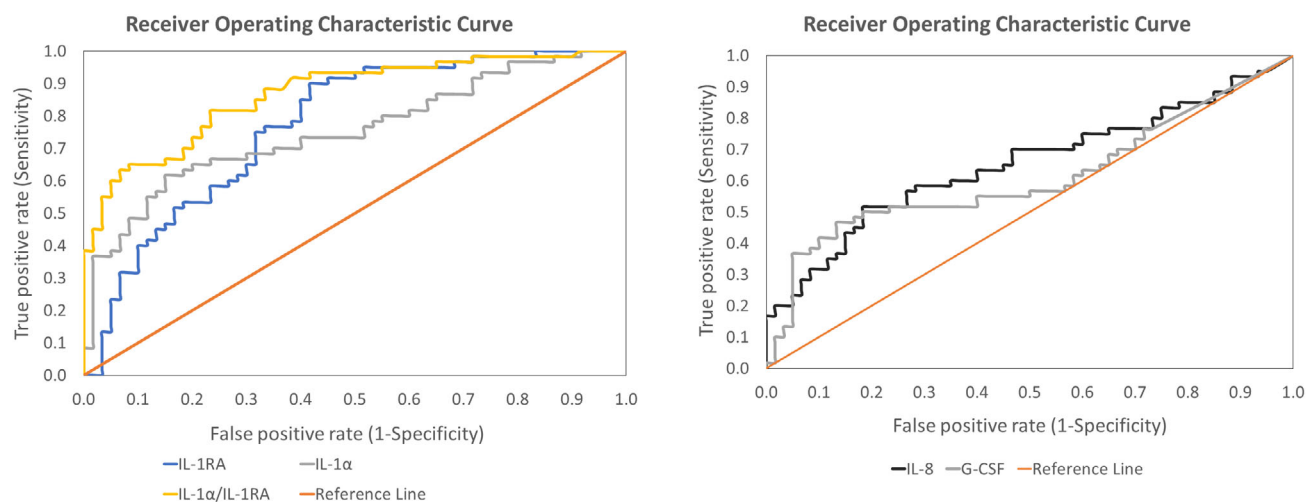 Receiver Operating Characteristic Curve
True positive rate (Sensitivity)
1.0
0.9
0.8
0.7
0.6
0.5
0.4
0.3
0.2
0.1
0.0
0.0 0.1 0.2 0.3 0.4 0.5 0.6 0.7 0.8 0.9 1.0
False positive rate (1-Specificity)
IL-1RA IL-1α
IL-1α/IL-1RA Reference Line
Receiver Operating Characteristic Curve
True positive rate (Sensitivity)
1.0
0.9
0.8
0.7
0.6
0.5
0.4
0.3
0.2
0.1
0.0
0.0 0.1 0.2 0.3 0.4 0.5 0.6 0.7 0.8 0.9 1.0
False positive rate (1-Specificity)
IL-8 G-CSF Reference Line